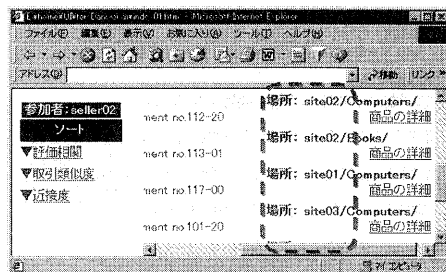 Microsoft Internet Explorer
ファイル(F) 編集(E) 表示(V) お気に入り(A) ツール(T) ヘルプ(H)
アドレス(D) 移動 リンク »
参加者:seller02
ソート
▼評価相関
▼取引類似度
▼近接度
ment no.112-20
場所: site02/Computers/
商品の詳細
ment no.113-01
場所: site02/Books/
商品の詳細
ment no.117-00
場所: site01/Computers/
商品の詳細
ment no.101-20
場所: site03/Computers/
商品の詳細
マイ コンピュータ